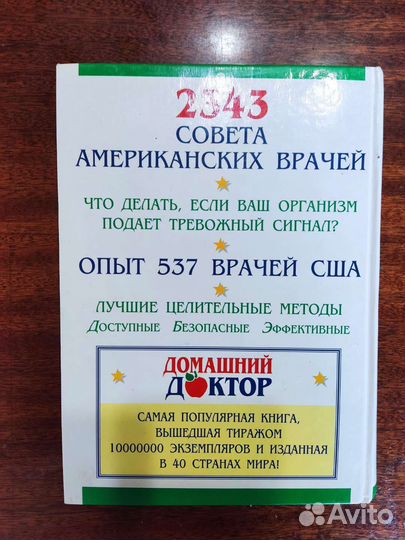 2343
СОВЕТА
АМЕРИКАНСКИХ ВРАЧЕЙ
ЧТО ДЕЛАТЬ, ЕСЛИ ВАШ ОРГАНИЗМ
ПОДАЕТ ТРЕВОЖНЫЙ СИГНАЛ?
ОПЫТ 537 ВРАЧЕЙ США
ЛУЧШИЕ ЦЕЛИТЕЛЬНЫЕ МЕТОДЫ
ДОСТУПНЫЕ БЕЗОПАСНЫЕ ЭФФЕКТИВНЫЕ
ДОМАШНИЙ
ДОКТОР
САМАЯ ПОПУЛЯРНАЯ КНИГА,
ВЫШЕДШАЯ ТИРАЖОМ
10000000 ЭКЗЕМПЛЯРОВ И ИЗДАННАЯ
В 40 СТРАНАХ МИРА!
Avito